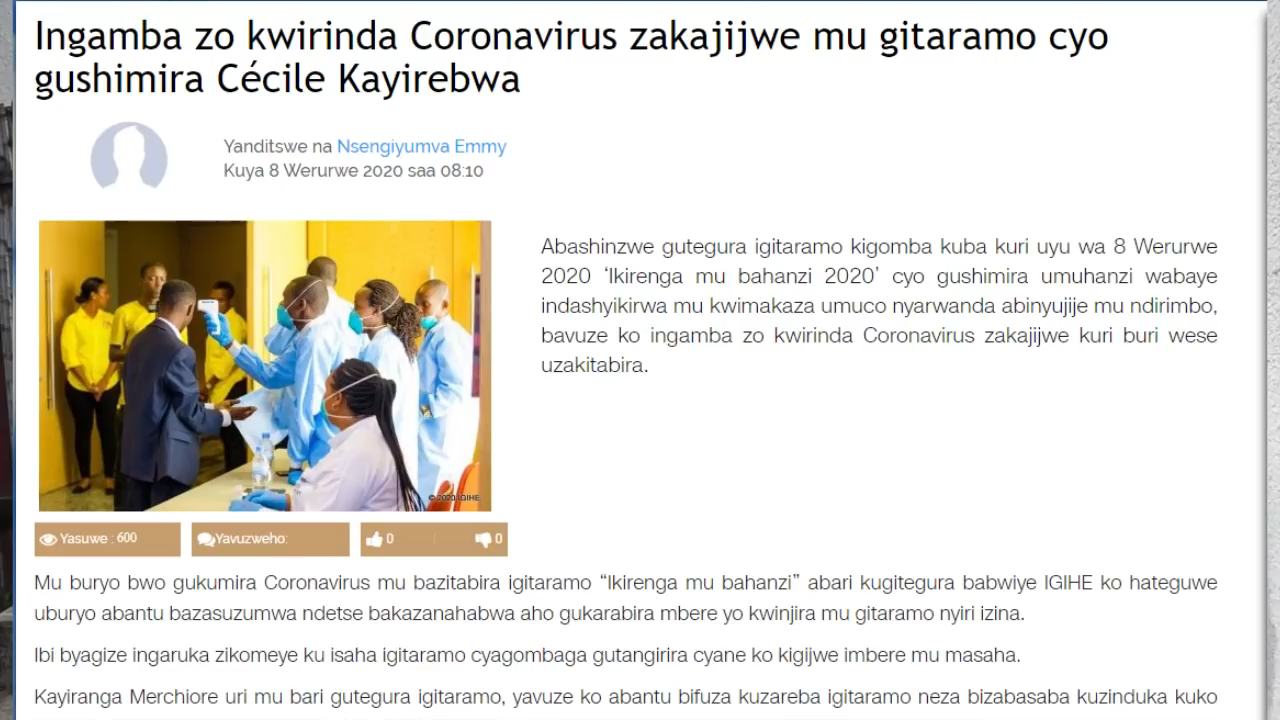 Ingamba zo kwirinda Coronavirus zakajijwe mu gitaramo cyo
gushimira Cécile Kayirebwa
Yanditswe na Nsengiyumva Emmy
Kuya 8 Werurwe 2020 saa 08:10
Abashinzwe gutegura igitaramo kigomba kuba kuri uyu wa 8 Werurwe
2020 ‘Ikirenga mu bahanzi 2020’ cyo gushimira umuhanzi wabaye
indashyikirwa mu kwimakaza umuco nyarwanda abinyujije mu ndirimbo,
bavuze ko ingamba zo kwirinda Coronavirus zakajijwe kuri buri wese
uzakitabira.
© 2020 IGIHE
Yasuwe : 600
Yavuzweho:
0
0
Mu buryo bwo gukumira Coronavirus mu bazitabira igitaramo “Ikirenga mu bahanzi” abari kugitegura babwiye IGIHE ko hateguwe
uburyo abantu bazasuzumwa ndetse bakazanahabwa aho gukarabira mbere yo kwinjira mu gitaramo nyiri izina.
Ibi byagize ingaruka zikomeye ku isaha igitaramo cyagombaga gutangirira cyane ko kigijwe imbere mu masaha.
Kayiranga Merchiore uri mu bari gutegura igitaramo, yavuze ko abantu bifuza kuzareba igitaramo neza bizabasaba kuzinduka kuko